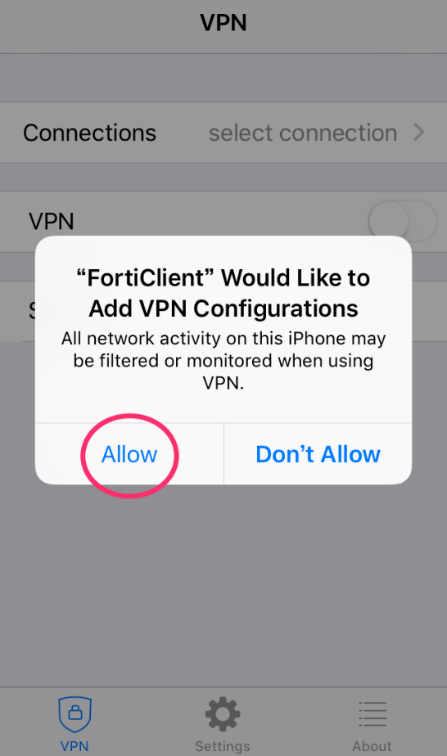 VPN
Connections select connection >
VPN
“FortiClient” Would Like to
Add VPN Configurations
All network activity on this iPhone may
be filtered or monitored when using
VPN.
Allow Don’t Allow
VPN Settings About